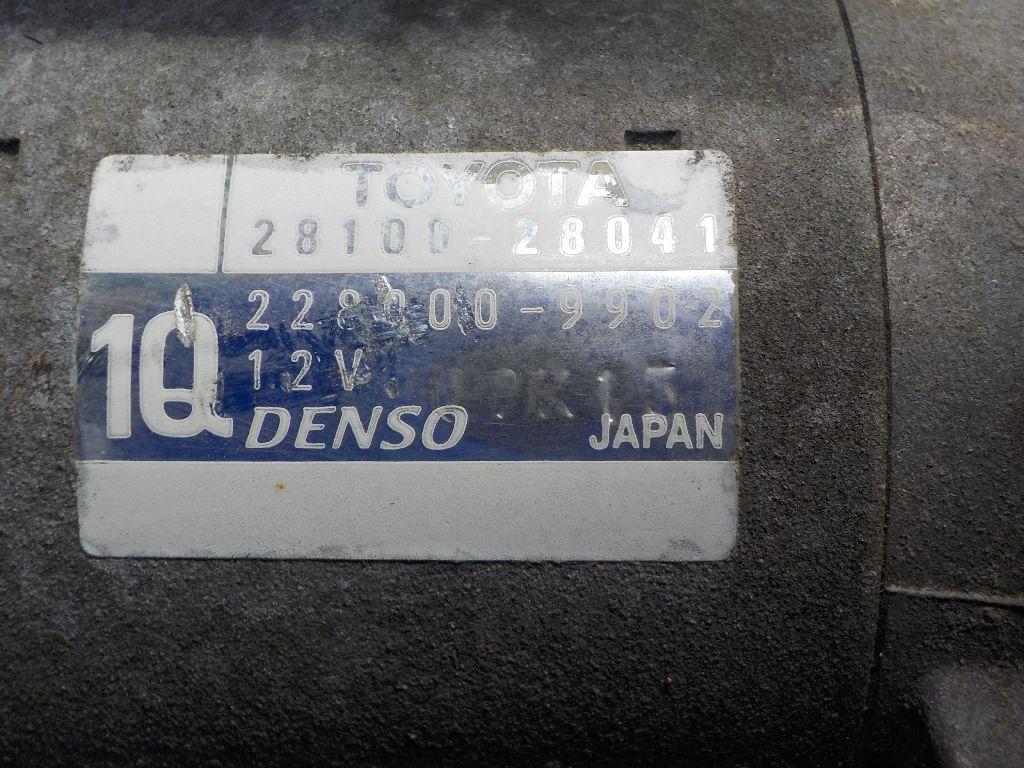 TOYOTA
28100-28041
228000-9902
1Q
12V
DENSO
JAPAN